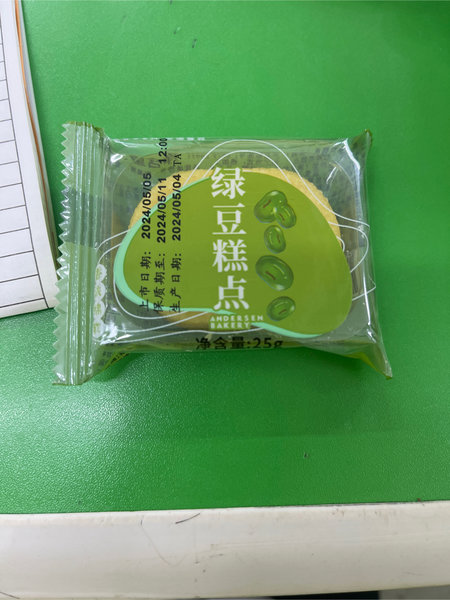 绿豆糕点
ANDERSEN
BAKERY
净含量:25g
上市日期: 2024/05/05
保质期至: 2024/05/11 12:00
生产日期: 2024/05/04 TA